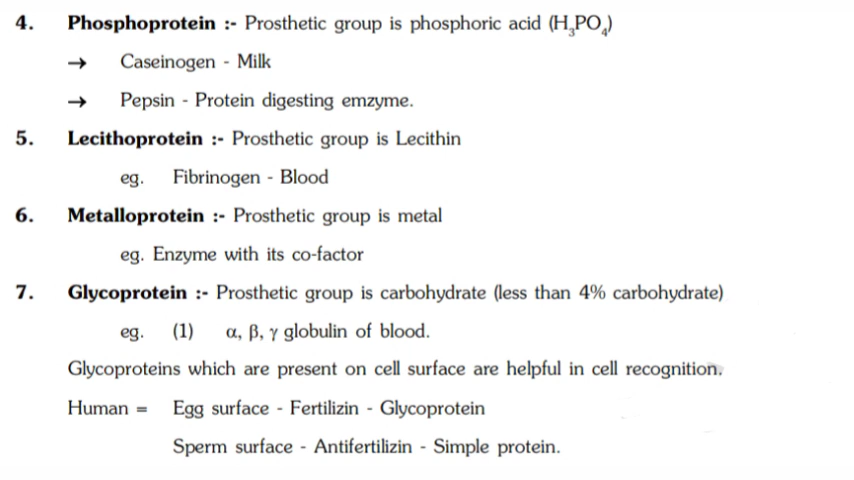 4. Phosphoprotein :- Prosthetic group is phosphoric acid (H₃PO₄)
→ Caseinogen - Milk
→ Pepsin - Protein digesting emzyme.
5. Lecithoprotein :- Prosthetic group is Lecithin
eg. Fibrinogen - Blood
6. Metalloprotein :- Prosthetic group is metal
eg. Enzyme with its co-factor
7. Glycoprotein :- Prosthetic group is carbohydrate (less than 4% carbohydrate)
eg. (1) α, β, γ globulin of blood.
Glycoproteins which are present on cell surface are helpful in cell recognition.
Human = Egg surface - Fertilizin - Glycoprotein
Sperm surface - Antifertilizin - Simple protein.